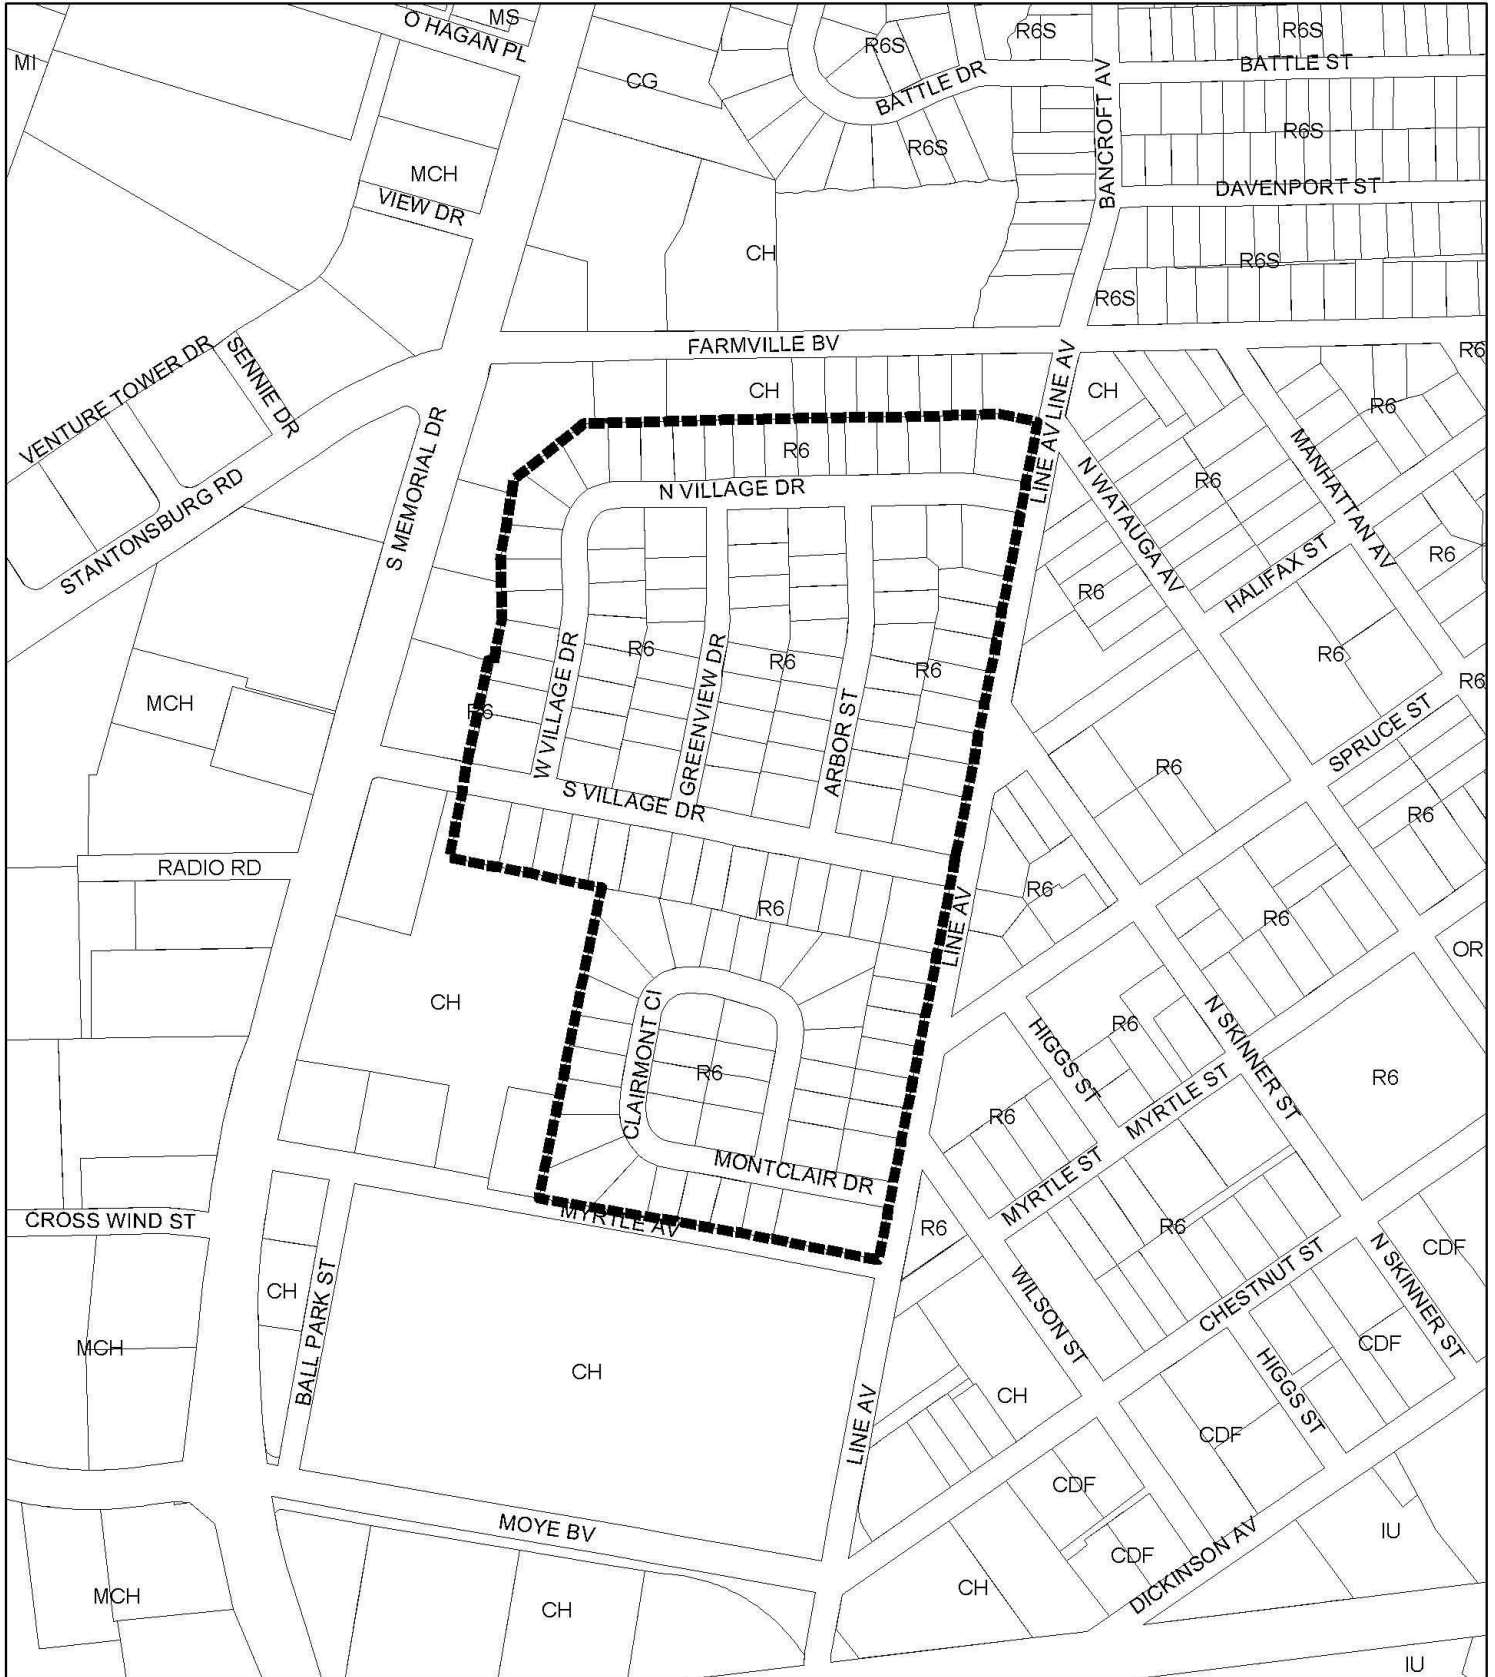 MS
O HAGAN PL
MI
CG
R6S
R6S
R6S
BATTLE DR
BATTLE ST
BANCROFT AV
R6S
R6S
MCH
VIEW DR
DAVENPORT ST
CH
R6S
R6S
FARMVILLE BV
VENTURE TOWER DR
SENNIE DR
LINE AV
LINE AV
CH
CH
R6
R6
S MEMORIAL DR
R6
MANHATTAN AV
STANTONSBURG RD
N VILLAGE DR
N WATAUGA AV
R6
R6
R6
HALIFAX ST
R6
R6
R6
R6
W VILLAGE DR
GREENVIEW DR
ARBOR ST
R6
R6
MCH
R6
SPRUCE ST
R6
S VILLAGE DR
R6
RADIO RD
R6
R6
LINE AV
R6
OR
CH
CLAIRMONT CI
R6
HIGGS ST
R6
N SKINNER ST
R6
R6
MYRTLE ST
MONTCLAIR DR
MYRTLE ST
CROSS WIND ST
MYRTLE AV
R6
R6
CH
BALL PARK ST
WILSON ST
CHESTNUT ST
N SKINNER ST
CDF
MCH
CH
CH
HIGGS ST
CDF
LINE AV
CDF
CDF
MOYE BV
CDF
DICKINSON AV
IU
MCH
CH
CH
IU